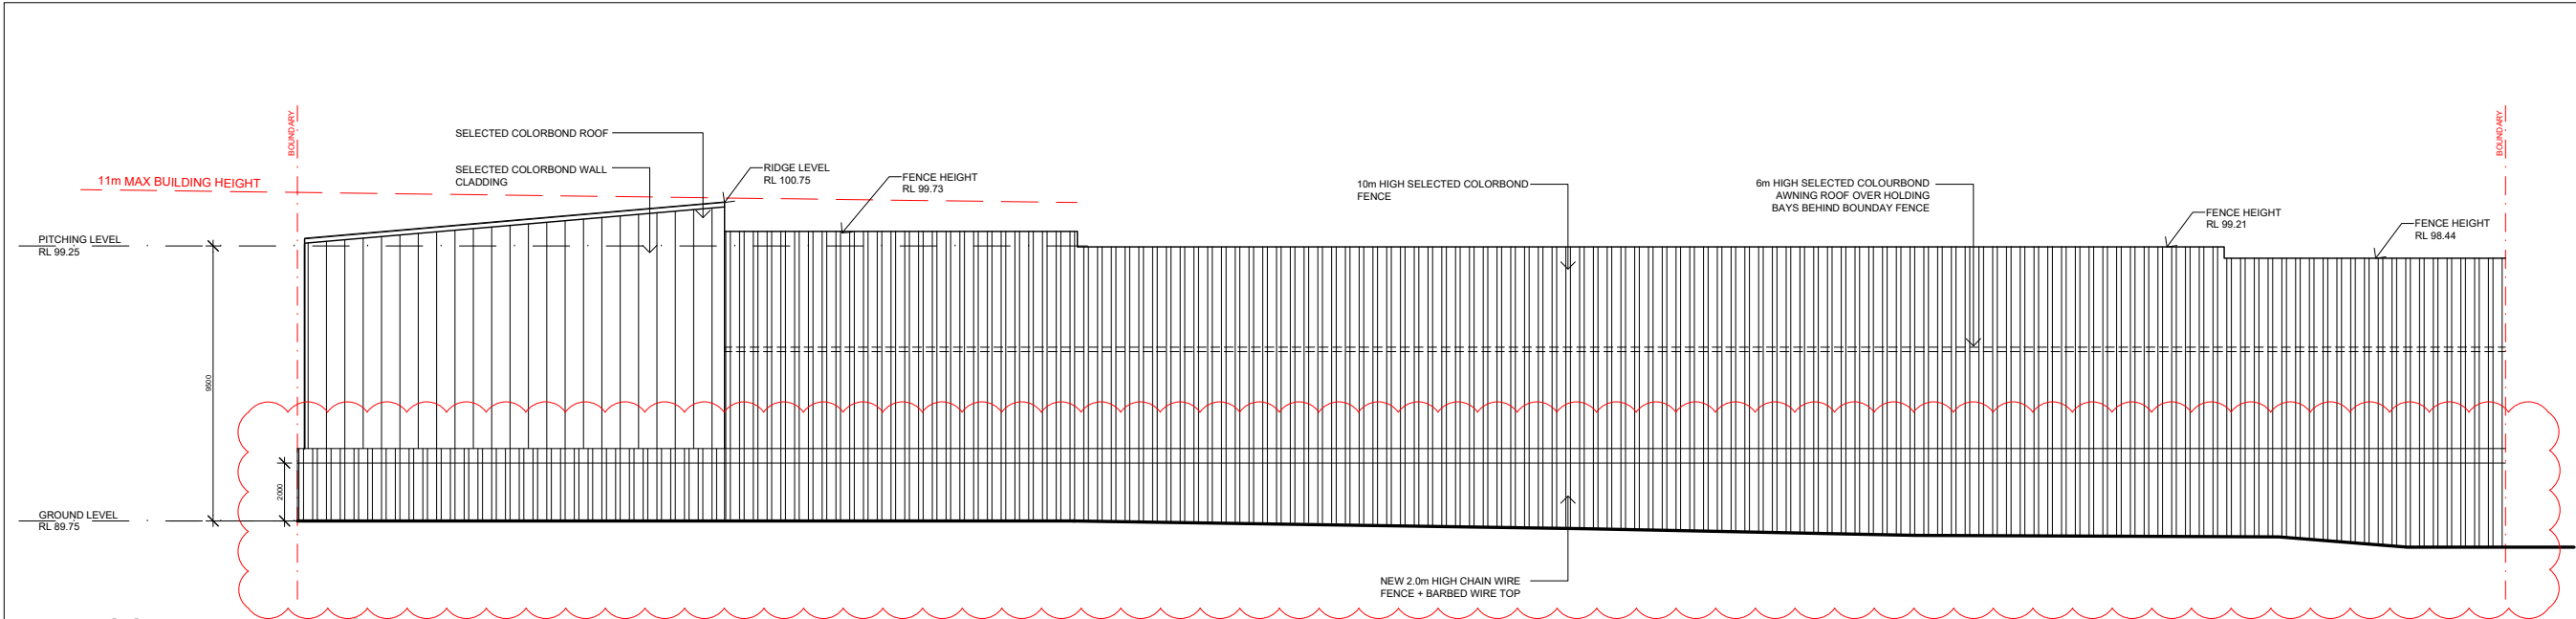 BOUNDARY
BOUNDARY
SELECTED COLORBOND ROOF
SELECTED COLORBOND WALL
CLADDING
11m MAX BUILDING HEIGHT
RIDGE LEVEL
RL 100.75
FENCE HEIGHT
RL 99.73
10m HIGH SELECTED COLORBOND
FENCE
6m HIGH SELECTED COLOURBOND
AWNING ROOF OVER HOLDING
BAYS BEHIND BOUNDAY FENCE
FENCE HEIGHT
RL 99.21
FENCE HEIGHT
RL 98.44
PITCHING LEVEL
RL 99.25
9500
2000
GROUND LEVEL
RL 89.75
NEW 2.0m HIGH CHAIN WIRE
FENCE + BARBED WIRE TOP